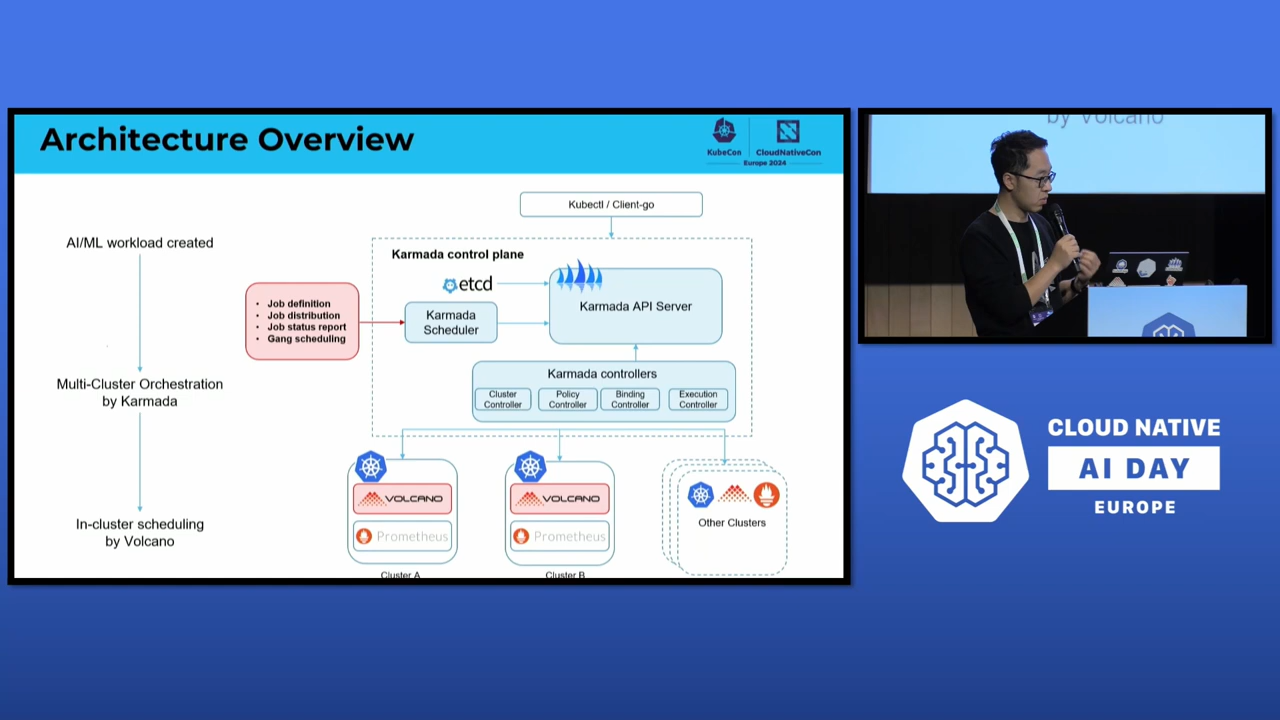 Architecture Overview
KubeCon
CloudNativeCon
Europe 2024
AI/ML workload created
Multi-Cluster Orchestration
by Karmada
In-cluster scheduling
by Volcano
• Job definition
• Job distribution
• Job status report
• Gang scheduling
Kubectl / Client-go
Karmada control plane
etcd
Karmada
Scheduler
Karmada API Server
Karmada controllers
Cluster
Controller
Policy
Controller
Binding
Controller
Execution
Controller
VOLCANO
Prometheus
Cluster A
VOLCANO
Prometheus
Cluster B
Other Clusters
by Volcano
CLOUD NATIVE
AI DAY
EUROPE